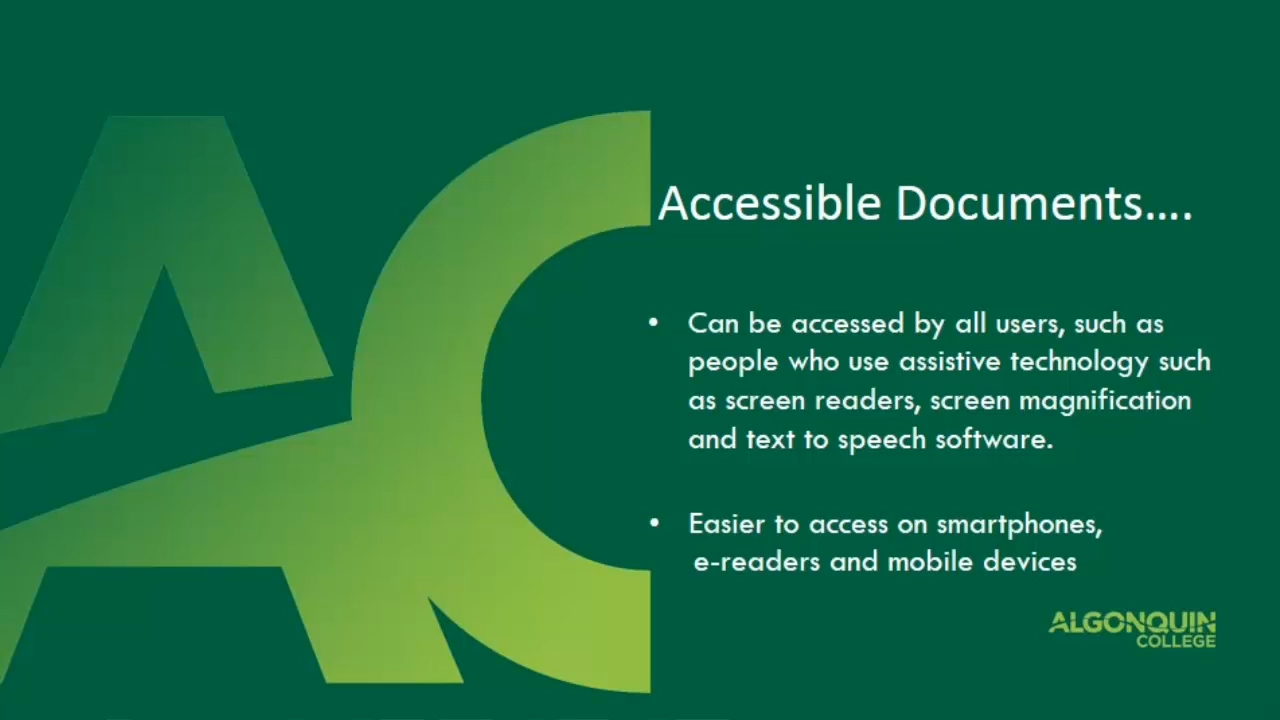 AC
Accessible Documents....
• Can be accessed by all users, such as
people who use assistive technology such
as screen readers, screen magnification
and text to speech software.
• Easier to access on smartphones,
e-readers and mobile devices
ALGONQUIN
COLLEGE